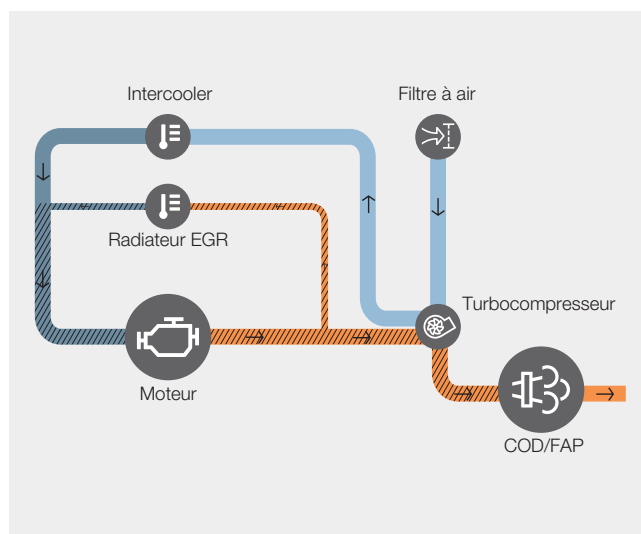 Intercooler
Filtre à air
Radiateur EGR
Turbocompresseur
Moteur
COD/FAP